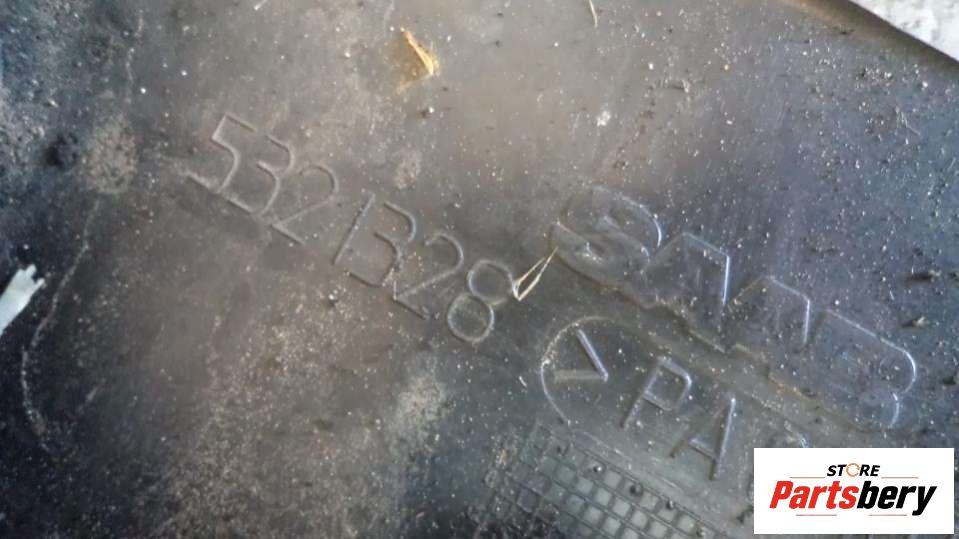 5321328
SAAB
>PA
STORE
Partsbery